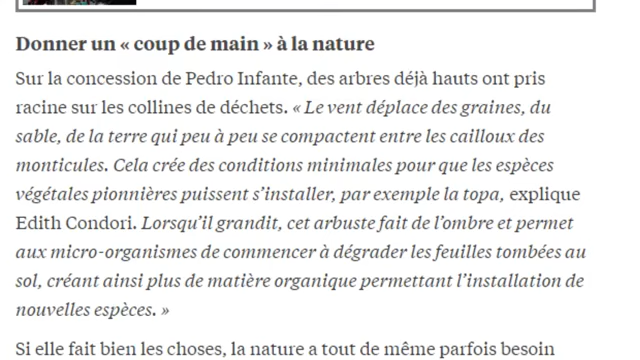 Donner un « coup de main » à la nature
Sur la concession de Pedro Infante, des arbres déjà hauts ont pris
racine sur les collines de déchets. « Le vent déplace des graines, du
sable, de la terre qui peu à peu se compactent entre les cailloux des
monticules. Cela crée des conditions minimales pour que les espèces
végétales pionnières puissent s’installer, par exemple la topa, explique
Edith Condori. Lorsqu’il grandit, cet arbuste fait de l’ombre et permet
aux micro-organismes de commencer à dégrader les feuilles tombées au
sol, créant ainsi plus de matière organique permettant l’installation de
nouvelles espèces. »
Si elle fait bien les choses, la nature a tout de même parfois besoin